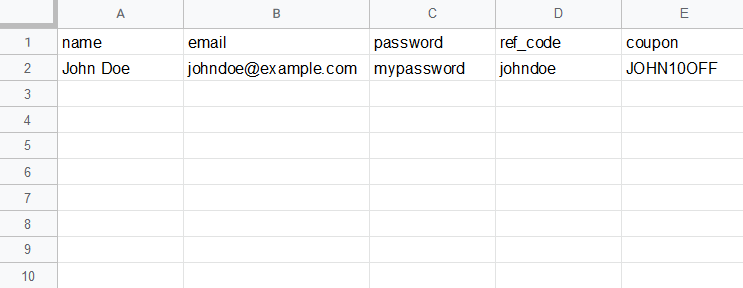 A B C D E
1 name email password ref_code coupon
2 John Doe johndoe@example.com mypassword johndoe JOHN10OFF
3
4
5
6
7
8
9
10